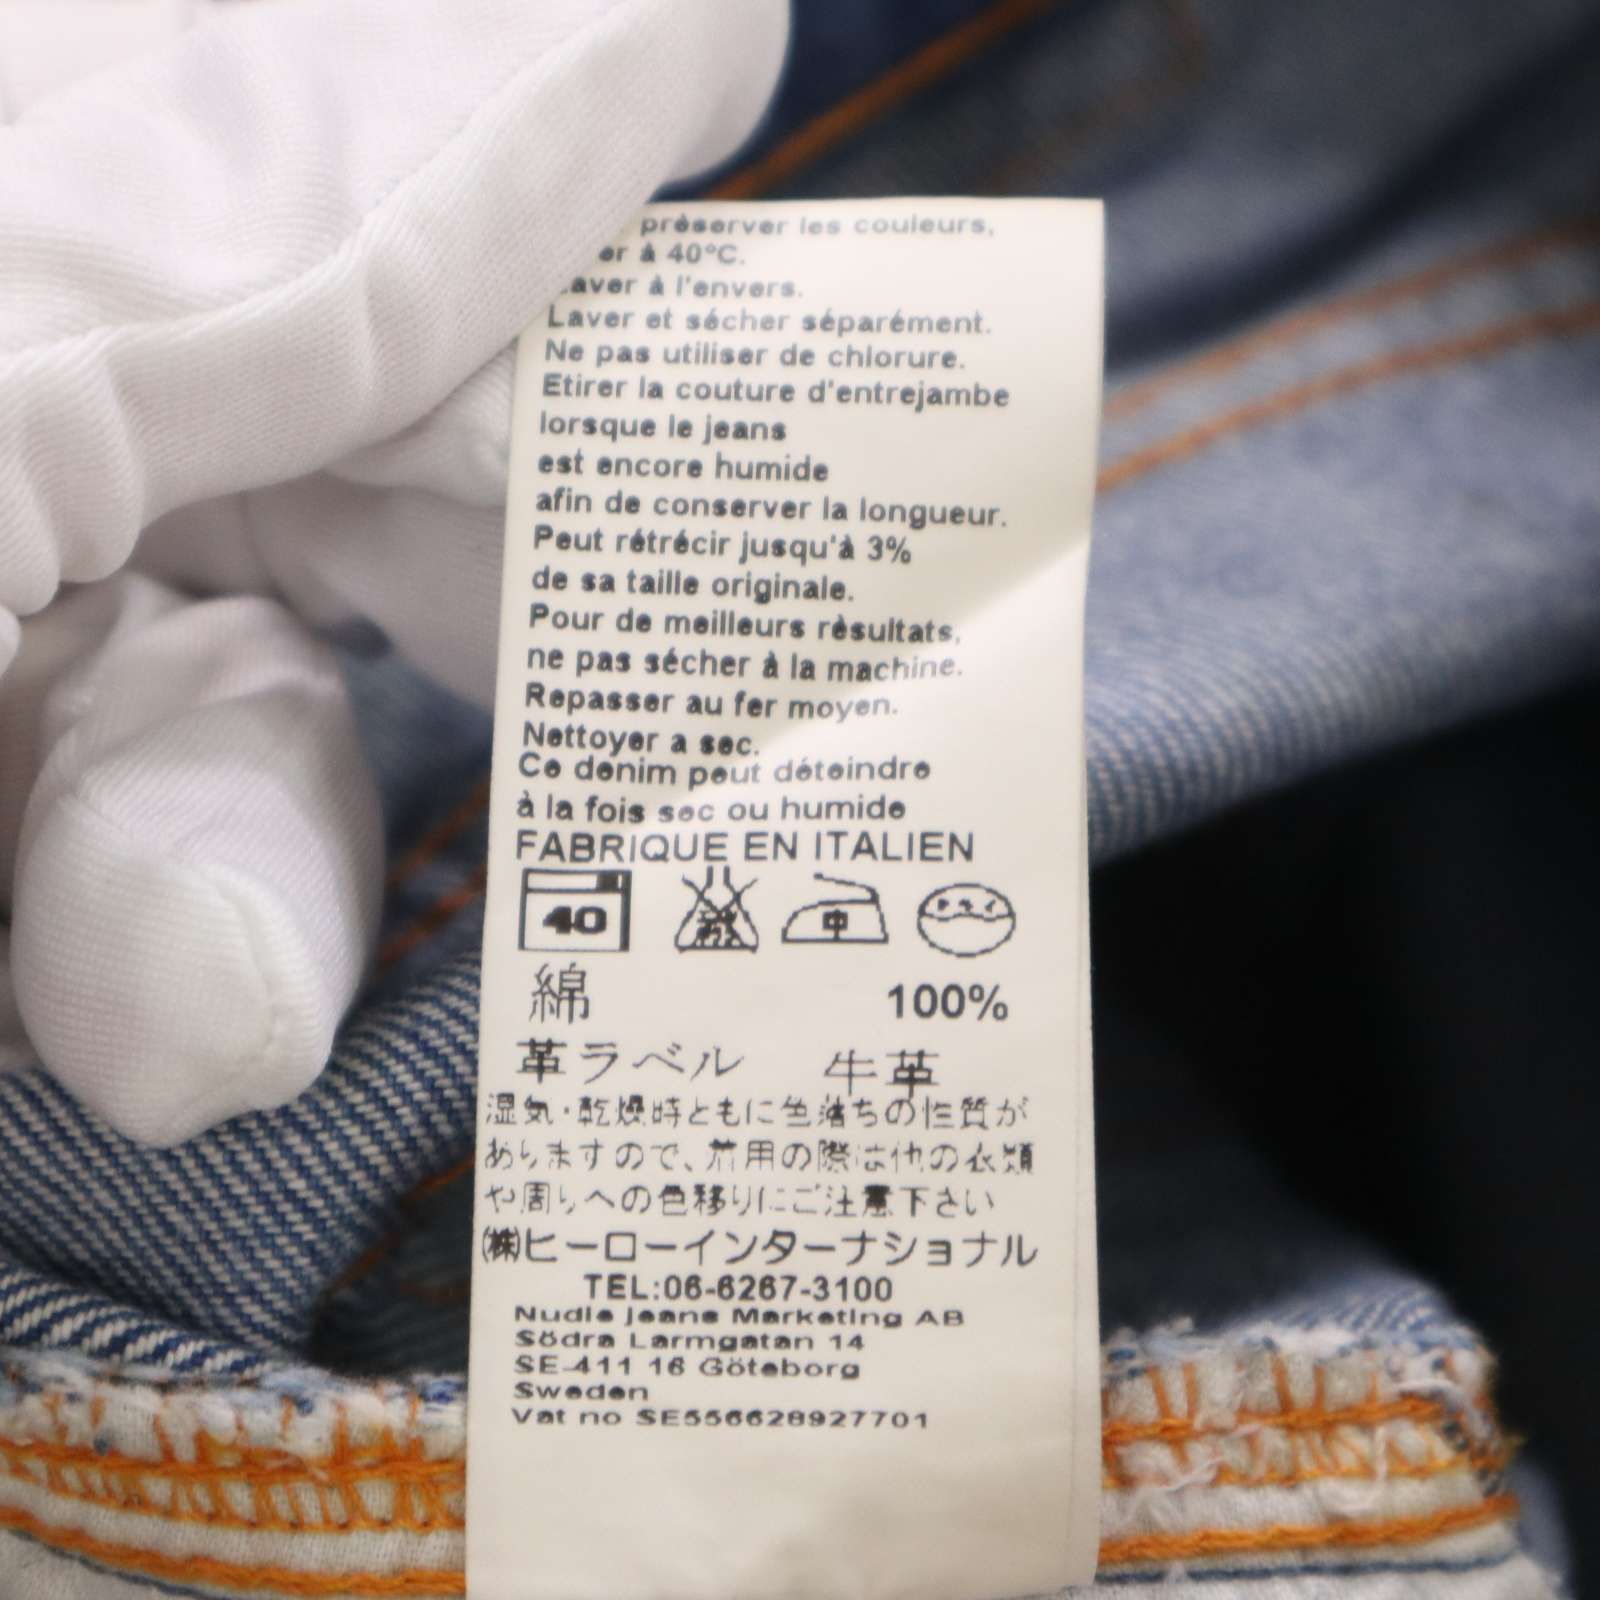 préserver les couleurs,
er à 40°C.
Laver à l'envers.
Laver et sécher séparément.
Ne pas utiliser de chlorure.
Etirer la couture d'entrejambe
lorsque le jeans
est encore humide
afin de conserver la longueur.
Peut rétrécir jusqu'à 3%
de sa taille originale.
Pour de meilleurs rèsultats,
ne pas sécher à la machine.
Repasser au fer moyen.
Nettoyer a sec.
Ce denim peut déteindre
à la fois sec ou humide
FABRIQUE EN ITALIEN
40 中 ドライ
綿 100%
革ラベル 牛革
湿気・乾燥時ともに色落ちの性質が
ありますので、着用の際は他の衣類
や周りへの色移りにご注意下さい
㈱ヒーローインターナショナル
TEL:06-6267-3100
Nudie Jeans Marketing AB
Södra Larmgatan 14
SE-411 16 Göteborg
Sweden
Vat no SE556628927701